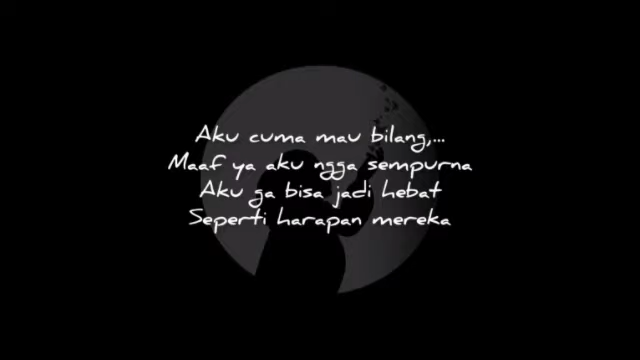 Aku cuma mau bilang,...
Maaf ya aku ngga sempurna
Aku ga bisa jadi hebat
Seperti harapan mereka